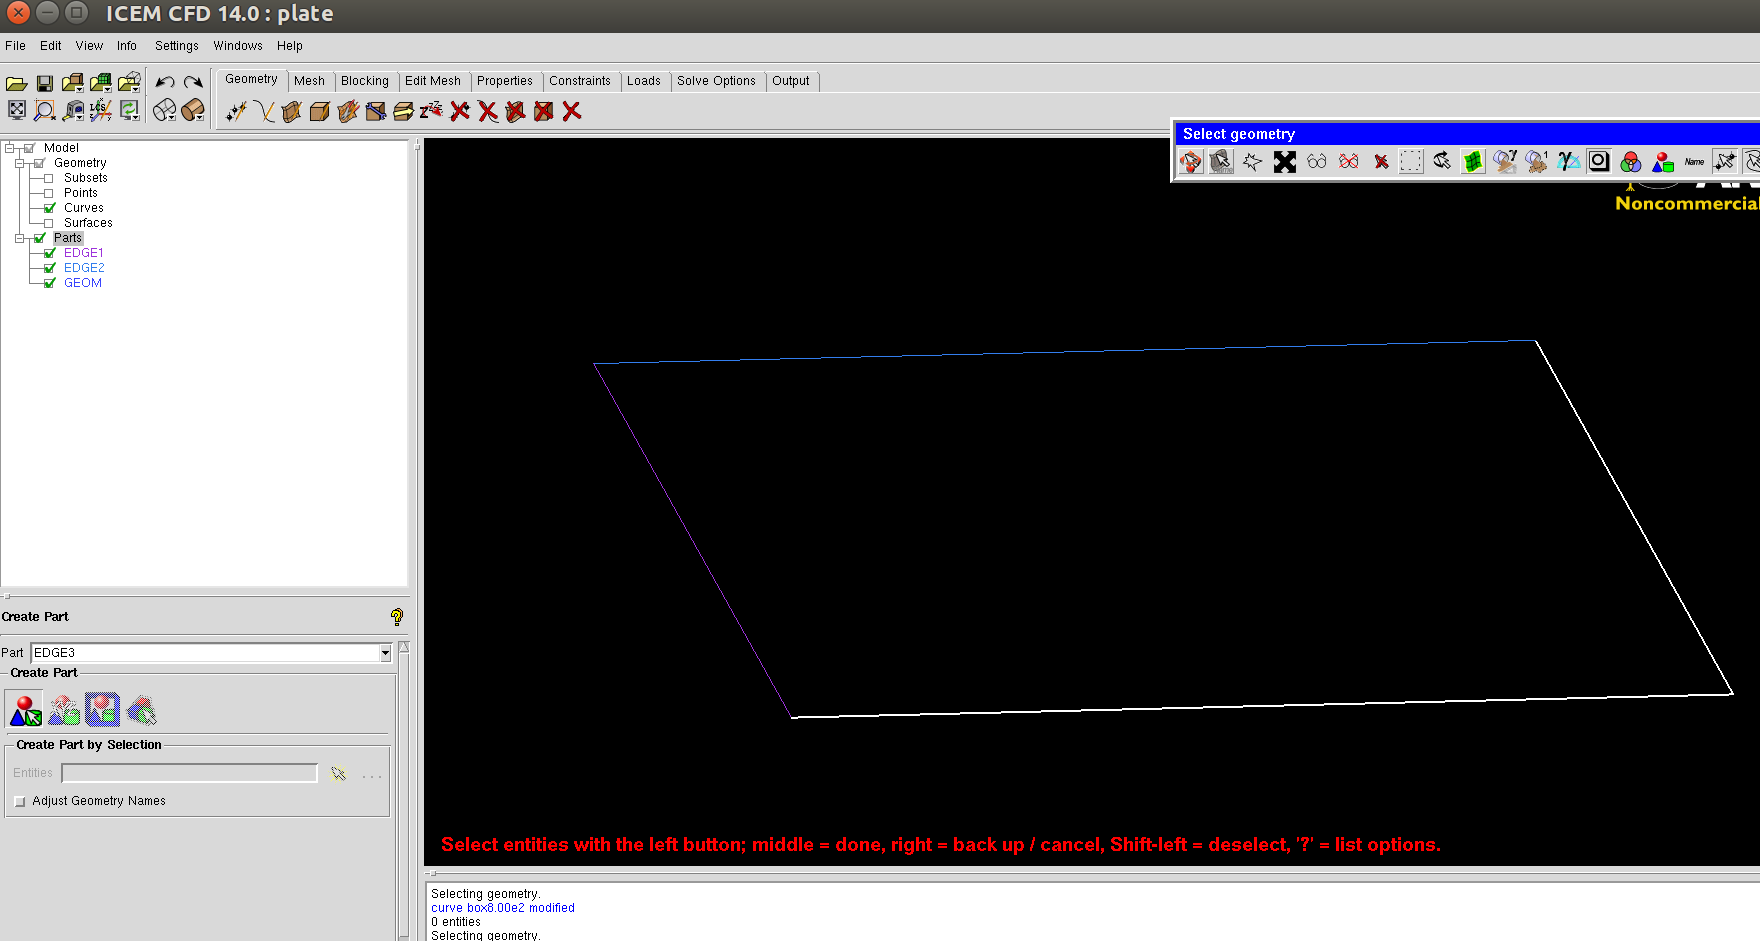 ICEM CFD 14.0 : plate
File Edit View Info Settings Windows Help
Geometry Mesh Blocking Edit Mesh Properties Constraints Loads Solve Options Output
Select geometry
Name
Noncommercial
Model
Geometry
Subsets
Points
Curves
Surfaces
Parts
EDGE1
EDGE2
GEOM
Create Part
Part EDGE3
Create Part
Create Part by Selection
Entities ...
Adjust Geometry Names
Select entities with the left button; middle = done, right = back up / cancel, Shift-left = deselect, '?' = list options.
Selecting geometry.
curve box8.00e2 modified
0 entities
Selecting geometry.